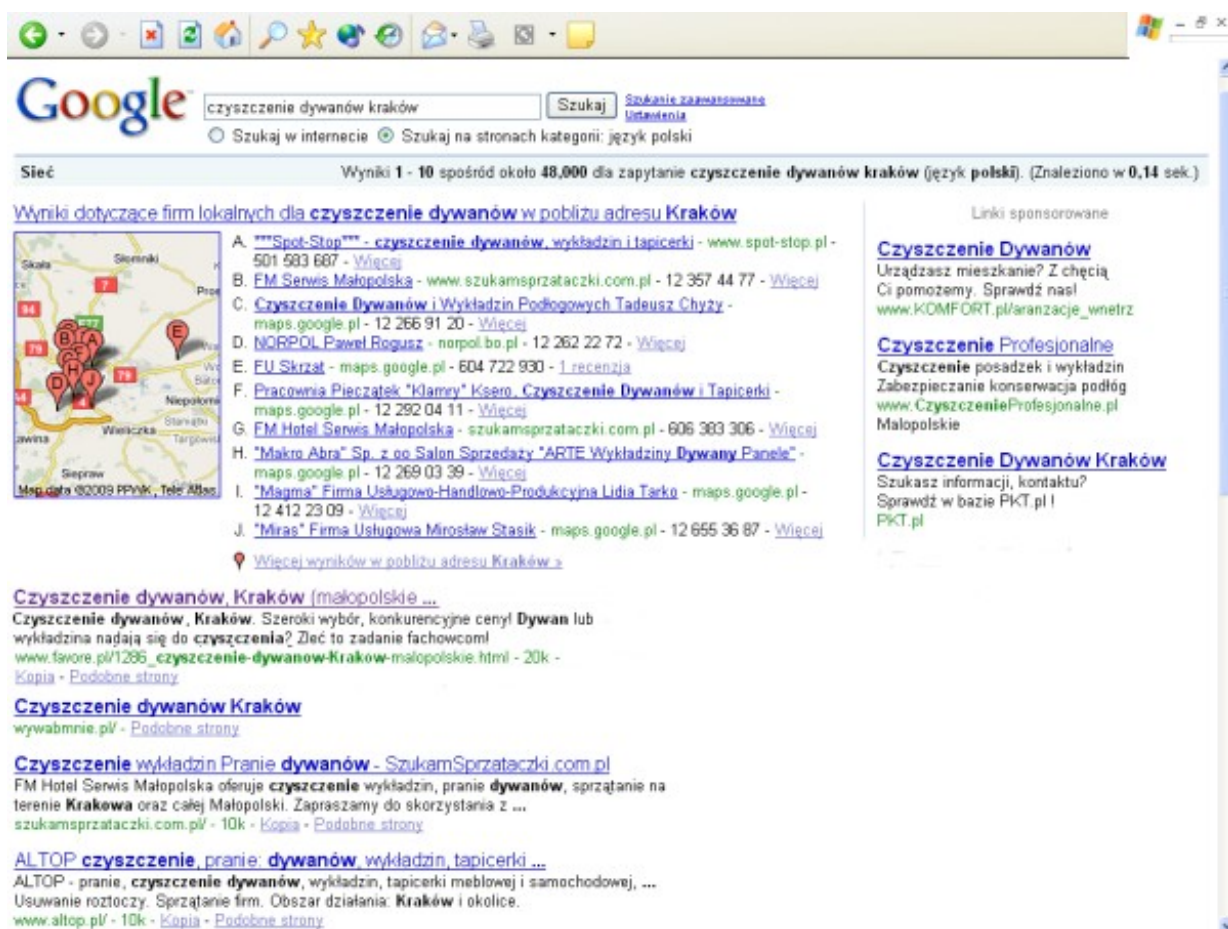 Google
czyszczenie dywanów kraków
Szukaj
Szukanie zaawansowane
Ustawienia
Szukaj w internecie Szukaj na stronach kategorii: język polski
Sieć
Wyniki 1 - 10 spośród około 48,000 dla zapytanie czyszczenie dywanów kraków (język polski). (Znaleziono w 0,14 sek.)
Wyniki dotyczące firm lokalnych dla czyszczenie dywanów w pobliżu adresu Kraków
Skała
Słomniki
7
94
79
79
4
A
B
D
E
H
J
Niepołomi
Wieliczka
Siepraw
Map data ©2009 PPWK, Tele Atlas
A. ***Spot-Stop*** - czyszczenie dywanów, wykładzin i tapicerki - www.spot-stop.pl -
501 583 687 - Więcej
B. FM Serwis Małopolska - www.szukamsprzataczki.com.pl - 12 357 44 77 - Więcej
C. Czyszczenie Dywanów i Wykładzin Podłogowych Tadeusz Chyży -
maps.google.pl - 12 266 91 20 - Więcej
D. NORPOL Paweł Rogusz - norpol.bo.pl - 12 262 22 72 - Więcej
E. FU Skrzat - maps.google.pl - 604 722 930 - 1 recenzja
F. Pracownia Pieczątek "Klamry" Ksero, Czyszczenie Dywanów i Tapicerki -
maps.google.pl - 12 292 04 11 - Więcej
G. FM Hotel Serwis Małopolska - szukamsprzataczki.com.pl - 606 383 306 - Więcej
H. "Makro Abra" Sp. z oo Salon Sprzedaży "ARTE Wykładziny Dywany Panele" -
maps.google.pl - 12 269 03 39 - Więcej
I. "Magma" Firma Usługowo-Handlowo-Produkcyjna Lidia Tarko - maps.google.pl -
12 412 23 09 - Więcej
J. "Miras" Firma Usługowa Mirosław Stasik - maps.google.pl - 12 655 36 87 - Więcej
Więcej wyników w pobliżu adresu Kraków »
Linki sponsorowane
Czyszczenie Dywanów
Urządzasz mieszkanie? Z chęcią
Ci pomożemy. Sprawdź nas!
www.KOMFORT.pl/aranzacje_wnetrz
Czyszczenie Profesjonalne
Czyszczenie posadzek i wykładzin
Zabezpieczanie konserwacja podłóg
www.CzyszczenieProfesjonalne.pl
Malopolskie
Czyszczenie Dywanów Kraków
Szukasz informacji, kontaktu?
Sprawdź w bazie PKT.pl !
PKT.pl
Czyszczenie dywanów, Kraków (małopolskie ...
Czyszczenie dywanów, Kraków. Szeroki wybór, konkurencyjne ceny! Dywan lub
wykładzina nadają się do czyszczenia? Zleć to zadanie fachowcom!
www.favore.pl/1286_czyszczenie-dywanow-Krakow-malopolskie.html - 20k -
Kopia - Podobne strony
Czyszczenie dywanów Kraków
wywabmnie.pl/ - Podobne strony
Czyszczenie wykładzin Pranie dywanów - SzukamSprzataczki.com.pl
FM Hotel Serwis Małopolska oferuje czyszczenie wykładzin, pranie dywanów, sprzątanie na
terenie Krakowa oraz całej Małopolski. Zapraszamy do skorzystania z ...
szukamsprzataczki.com.pl/ - 10k - Kopia - Podobne strony
ALTOP czyszczenie, pranie: dywanów, wykładzin, tapicerki ...
ALTOP - pranie, czyszczenie dywanów, wykładzin, tapicerki meblowej i samochodowej, ...
Usuwanie roztoczy. Sprzątanie firm. Obszar działania: Kraków i okolice.
www.altop.pl/ - 10k - Kopia - Podobne strony